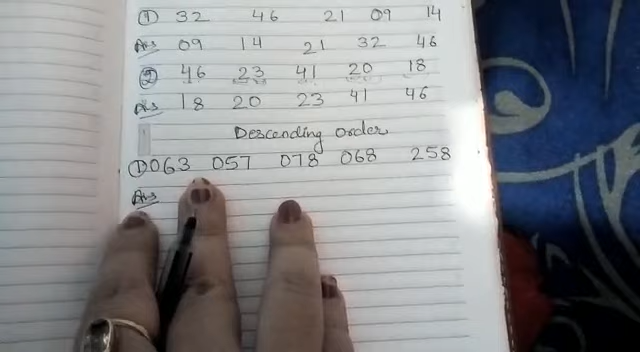 ① 32 46 21 09 14
Ans 09 14 21 32 46
② 46 23 41 20 18
Ans 18 20 23 41 46
Descending order
① 063 057 078 068 258
Ans